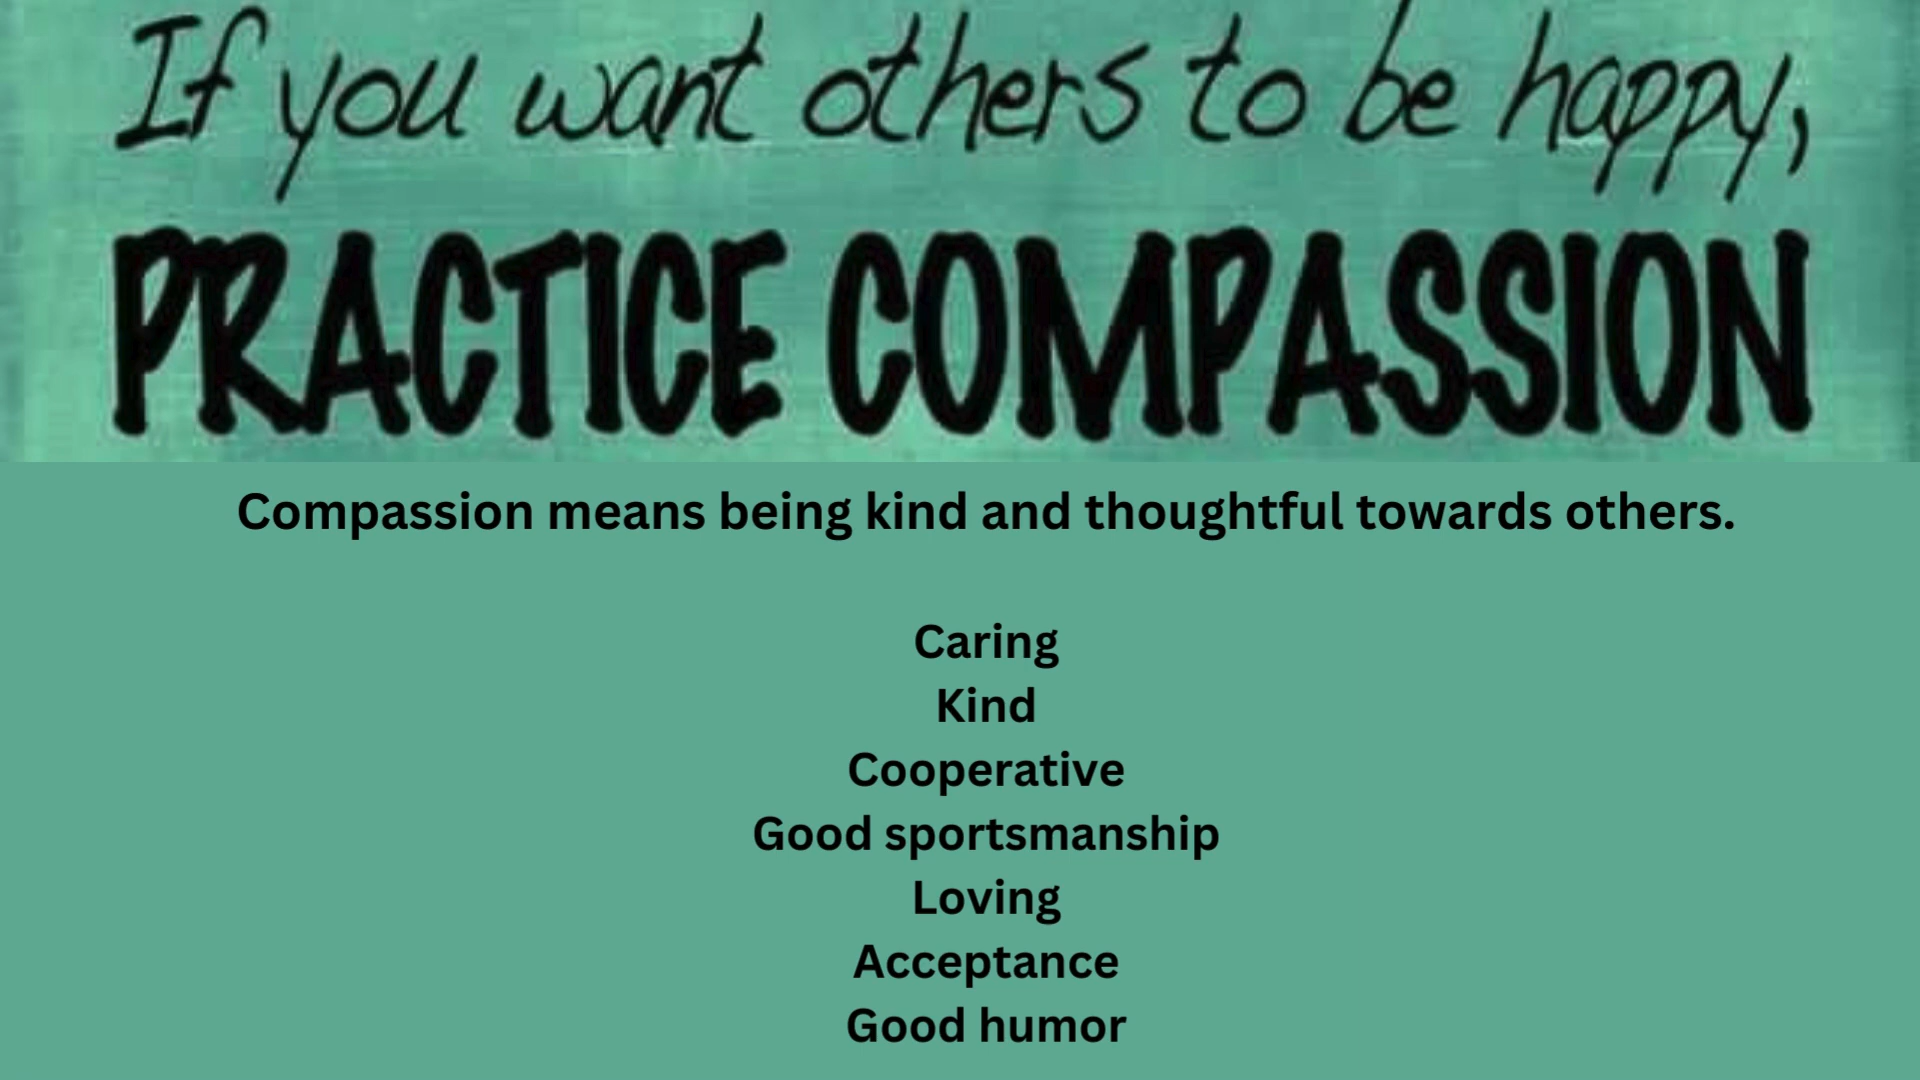 If you want others to be happy,
PRACTICE COMPASSION
Compassion means being kind and thoughtful towards others.
Caring
Kind
Cooperative
Good sportsmanship
Loving
Acceptance
Good humor